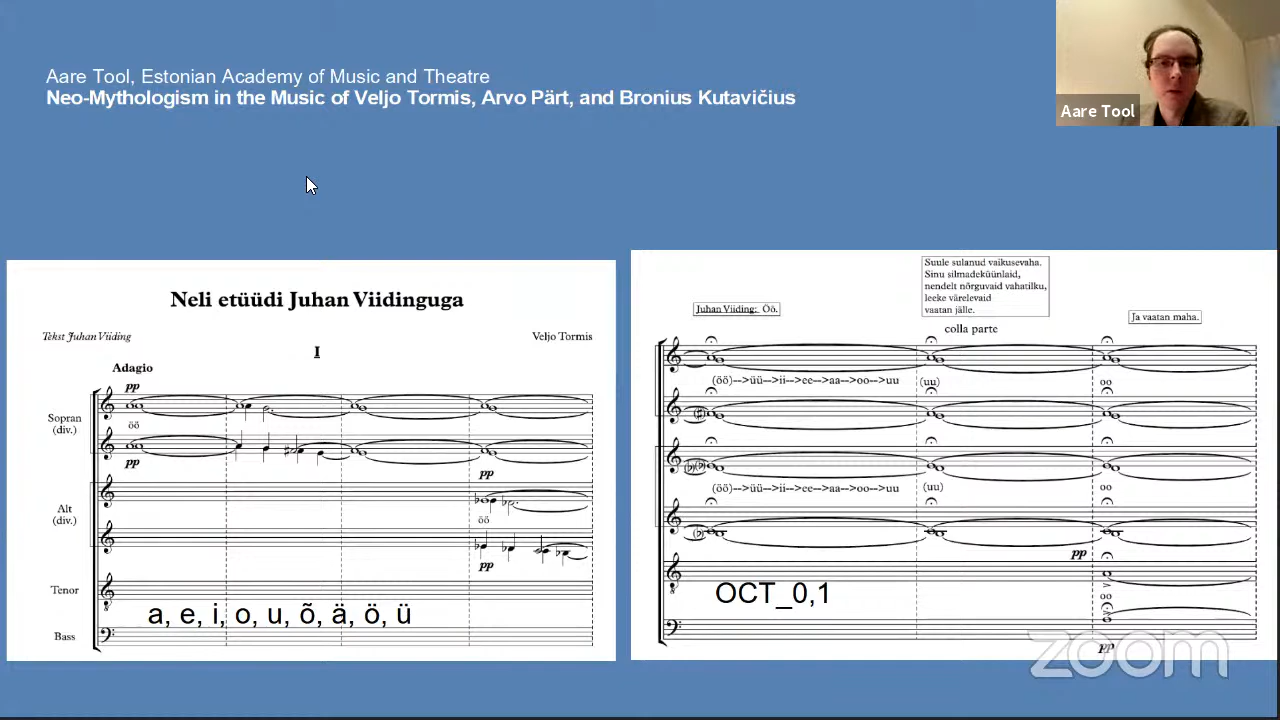 Aare Tool, Estonian Academy of Music and Theatre
Neo-Mythologism in the Music of Veljo Tormis, Arvo Pärt, and Bronius Kutavičius
Aare Tool
Neli etüüdi Juhan Viidinguga
Tekst Juhan Viiding
Veljo Tormis
I
Adagio
pp
Sopran
(div.)
öö
pp
pp
Alt
(div.)
öö
pp
Tenor
a, e, i, o, u, õ, ä, ö, ü
Bass
Suule sulanud vaikusevaha.
Sinu silmadeküünlaid,
nendelt nõrguvaid vahatilku,
leeke värelevaid
vaatan jälle.
Juhan Viiding: Öö.
Ja vaatan maha.
colla parte
(öö)-->üü-->ii-->ee-->aa-->oo-->uu (uu) oo
(öö)-->üü-->ii-->ee-->aa-->oo-->uu (uu) oo
pp
OCT_0,1
oo
pp
zoom